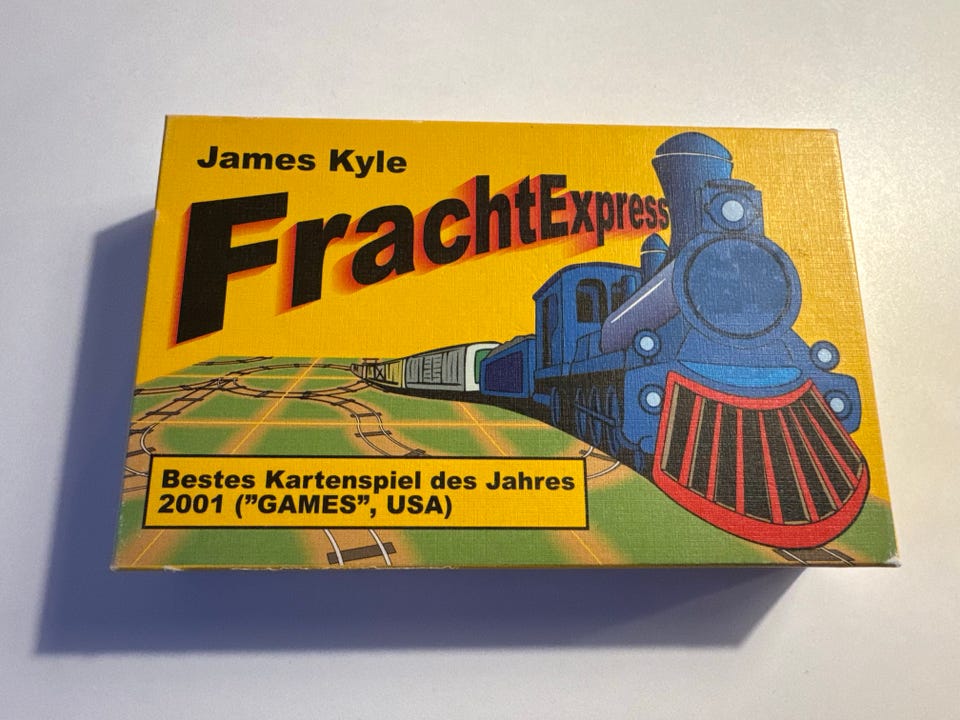 James Kyle
FrachtExpress
Bestes Kartenspiel des Jahres
2001 ("GAMES", USA)